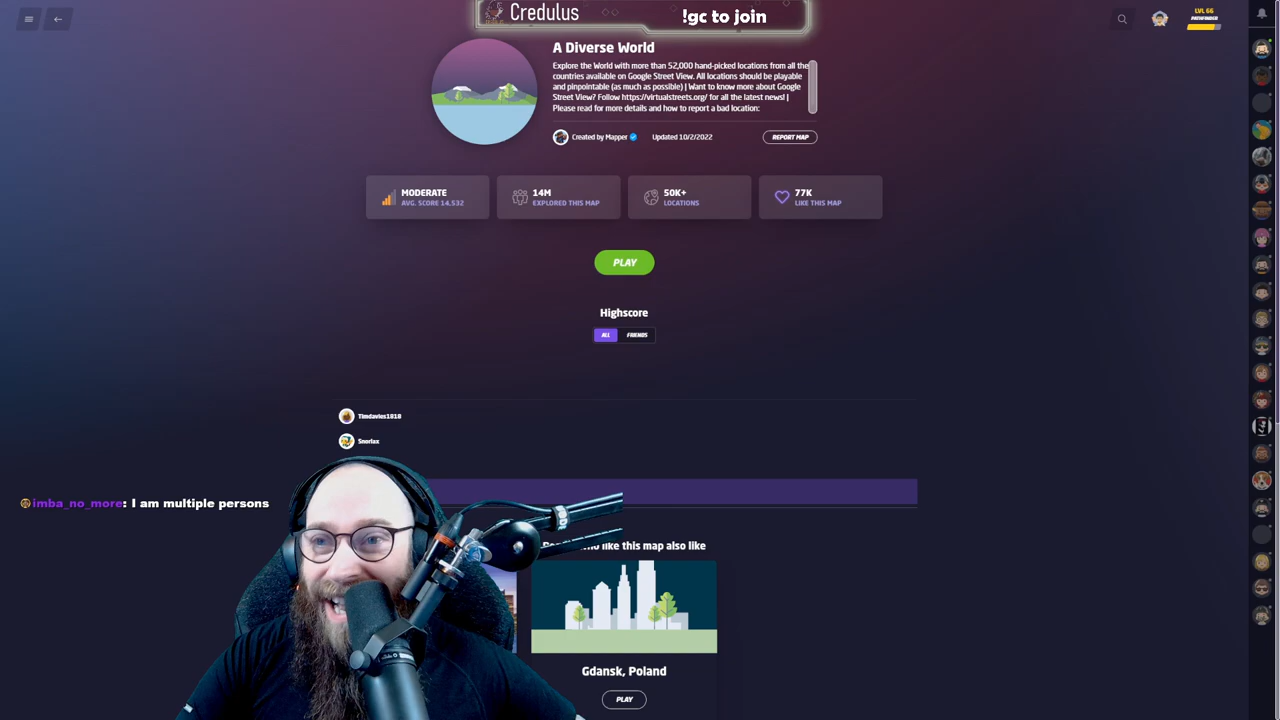 Credulus
!gc to join
LVL 66
PATHFINDER
A Diverse World
Explore the World with more than 52,000 hand-picked locations from all the
countries available on Google Street View. All locations should be playable
and pinpointable (as much as possible) | Want to know more about Google
Street View? Follow https://virtualstreets.org/ for all the latest news! |
Please read for more details and how to report a bad location:
Created by Mapper
Updated 10/2/2022
REPORT MAP
MODERATE
AVG. SCORE 14,532
14M
EXPLORED THIS MAP
50K+
LOCATIONS
77K
LIKE THIS MAP
PLAY
Highscore
ALL
FRIENDS
Timdavies1818
Snorlax
imba_no_more: I am multiple persons
like this map also like
Gdansk, Poland
PLAY